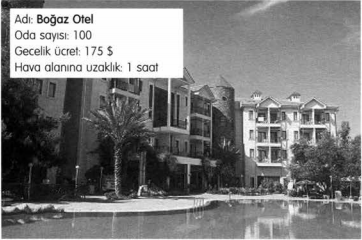 Adı: Boğaz Otel
Oda sayısı: 100
Gecelik ücret: 175 $
Hava alanına uzaklık: 1 saat